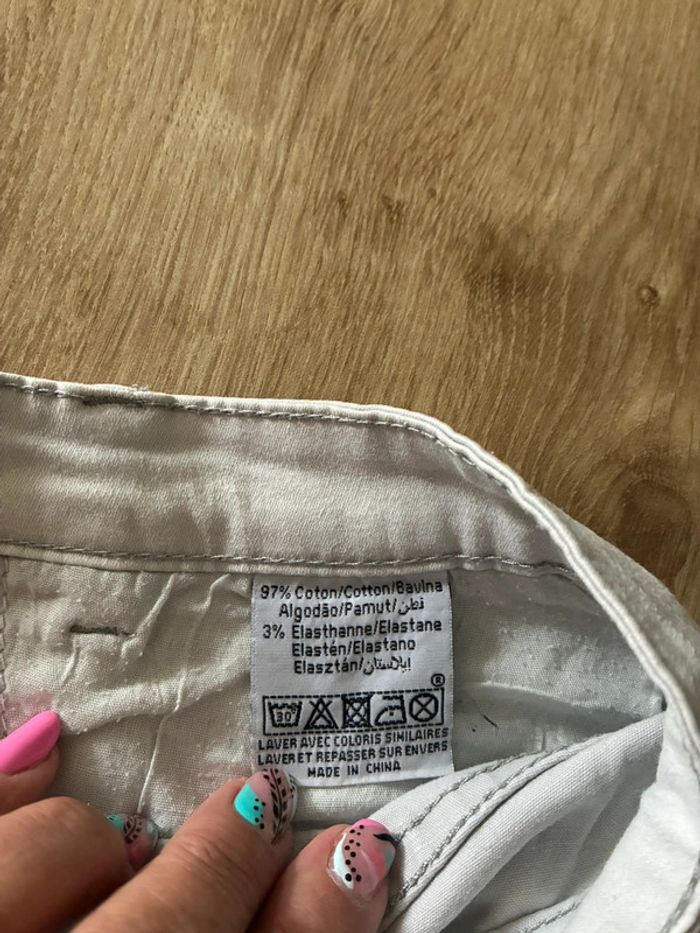 97% Coton/Cotton/Bavlna
Algodão/Pamut/قطن
3% Elasthanne/Elastane
Elastén/Elastano
Elasztán/إيلاستان
®
30°
LAVER AVEC COLORIS SIMILAIRES
LAVER ET REPASSER SUR ENVERS
MADE IN CHINA